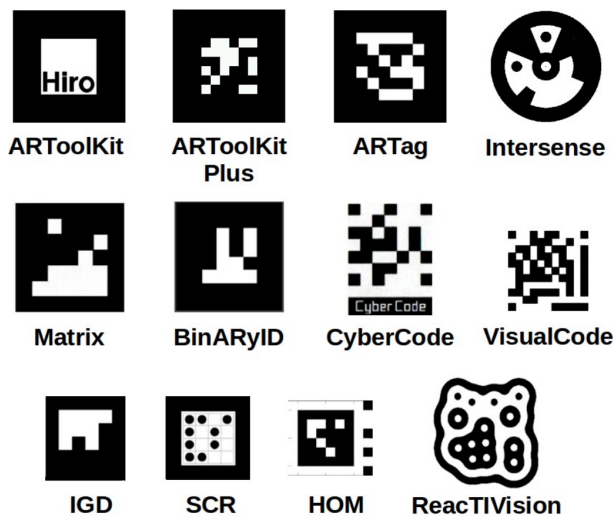 Hiro
ARToolKit
ARToolKit
Plus
ARTag
Intersense
Matrix
BinARyID
CyberCode
CyberCode
VisualCode
IGD
SCR
HOM
ReacTIVision